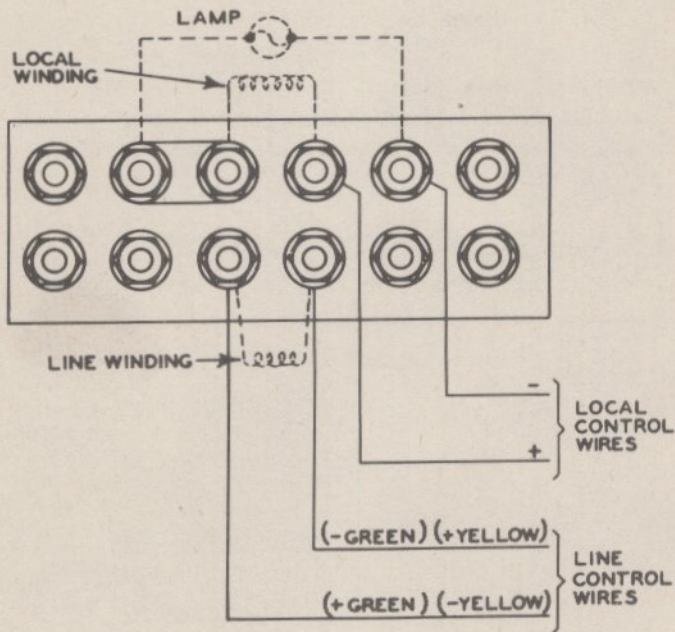 LAMP
LOCAL
WINDING
LINE WINDING
-
+
LOCAL
CONTROL
WIRES
(-GREEN) (+YELLOW)
(+GREEN) (-YELLOW)
LINE
CONTROL
WIRES